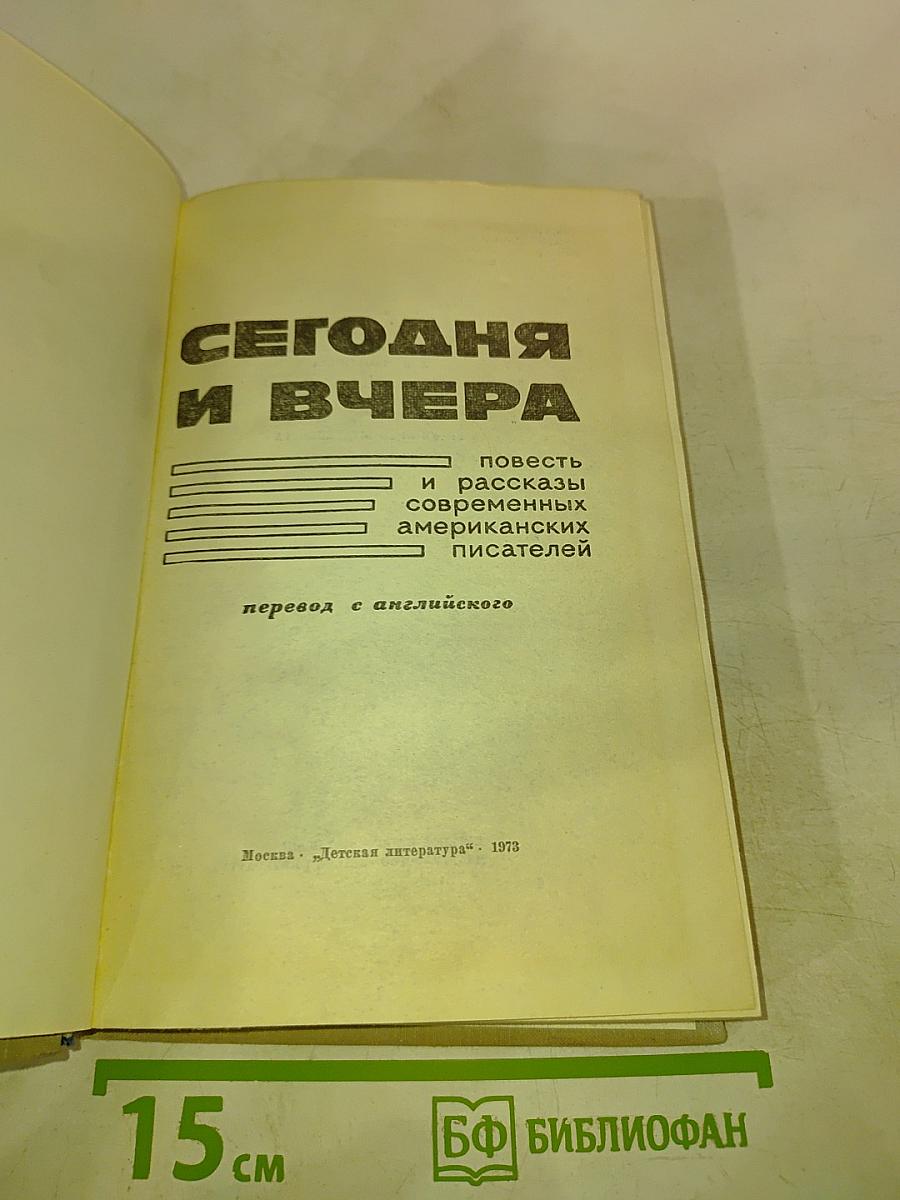 СЕГОДНЯ
И ВЧЕРА
повесть
и рассказы
современных
американских
писателей
перевод с английского
Москва · „Детская литература“ · 1973
15 см
БФ БИБЛИОФАН